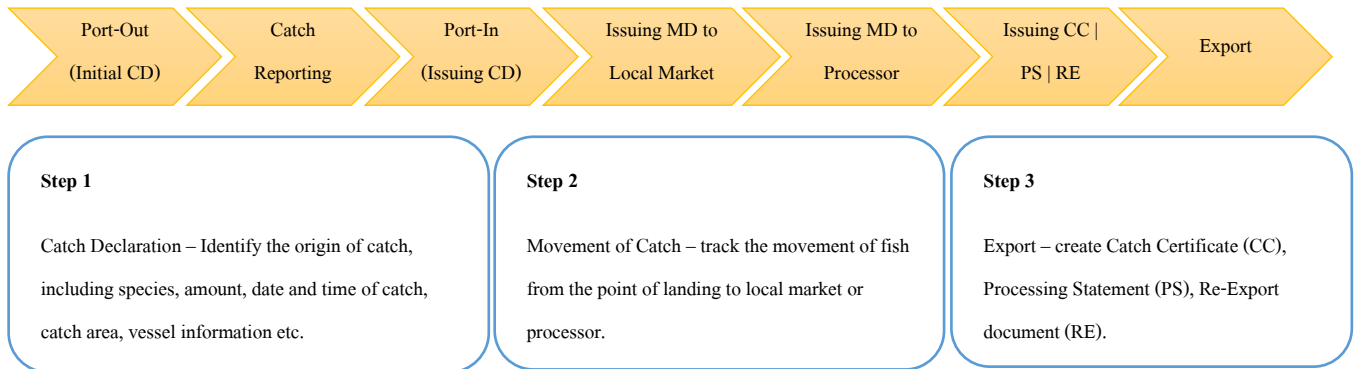 Port-Out
(Initial CD)
Catch
Reporting
Port-In
(Issuing CD)
Issuing MD to
Local Market
Issuing MD to
Processor
Issuing CC |
PS | RE
Export
Step 1
Catch Declaration – Identify the origin of catch,
including species, amount, date and time of catch,
catch area, vessel information etc.
Step 2
Movement of Catch – track the movement of fish
from the point of landing to local market or
processor.
Step 3
Export – create Catch Certificate (CC),
Processing Statement (PS), Re-Export
document (RE).